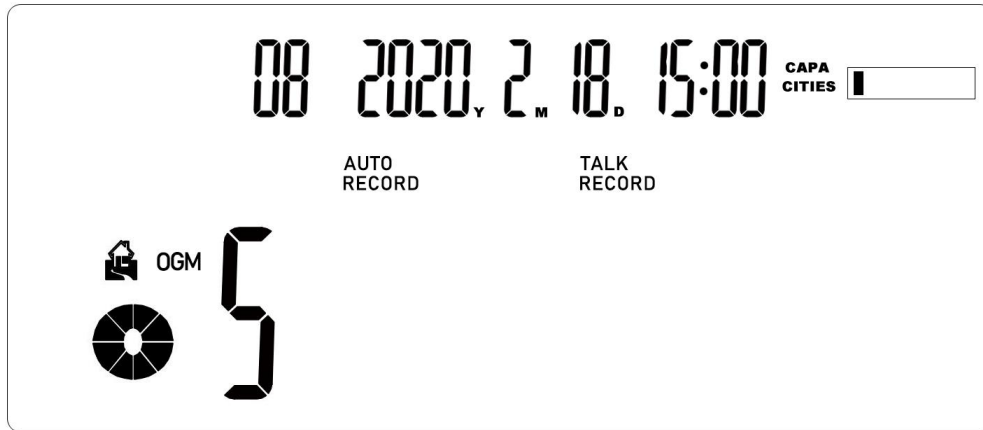 08 2020Y 2M 18D 15:00 CAPA
CITIES
AUTO TALK
RECORD RECORD
OGM 5